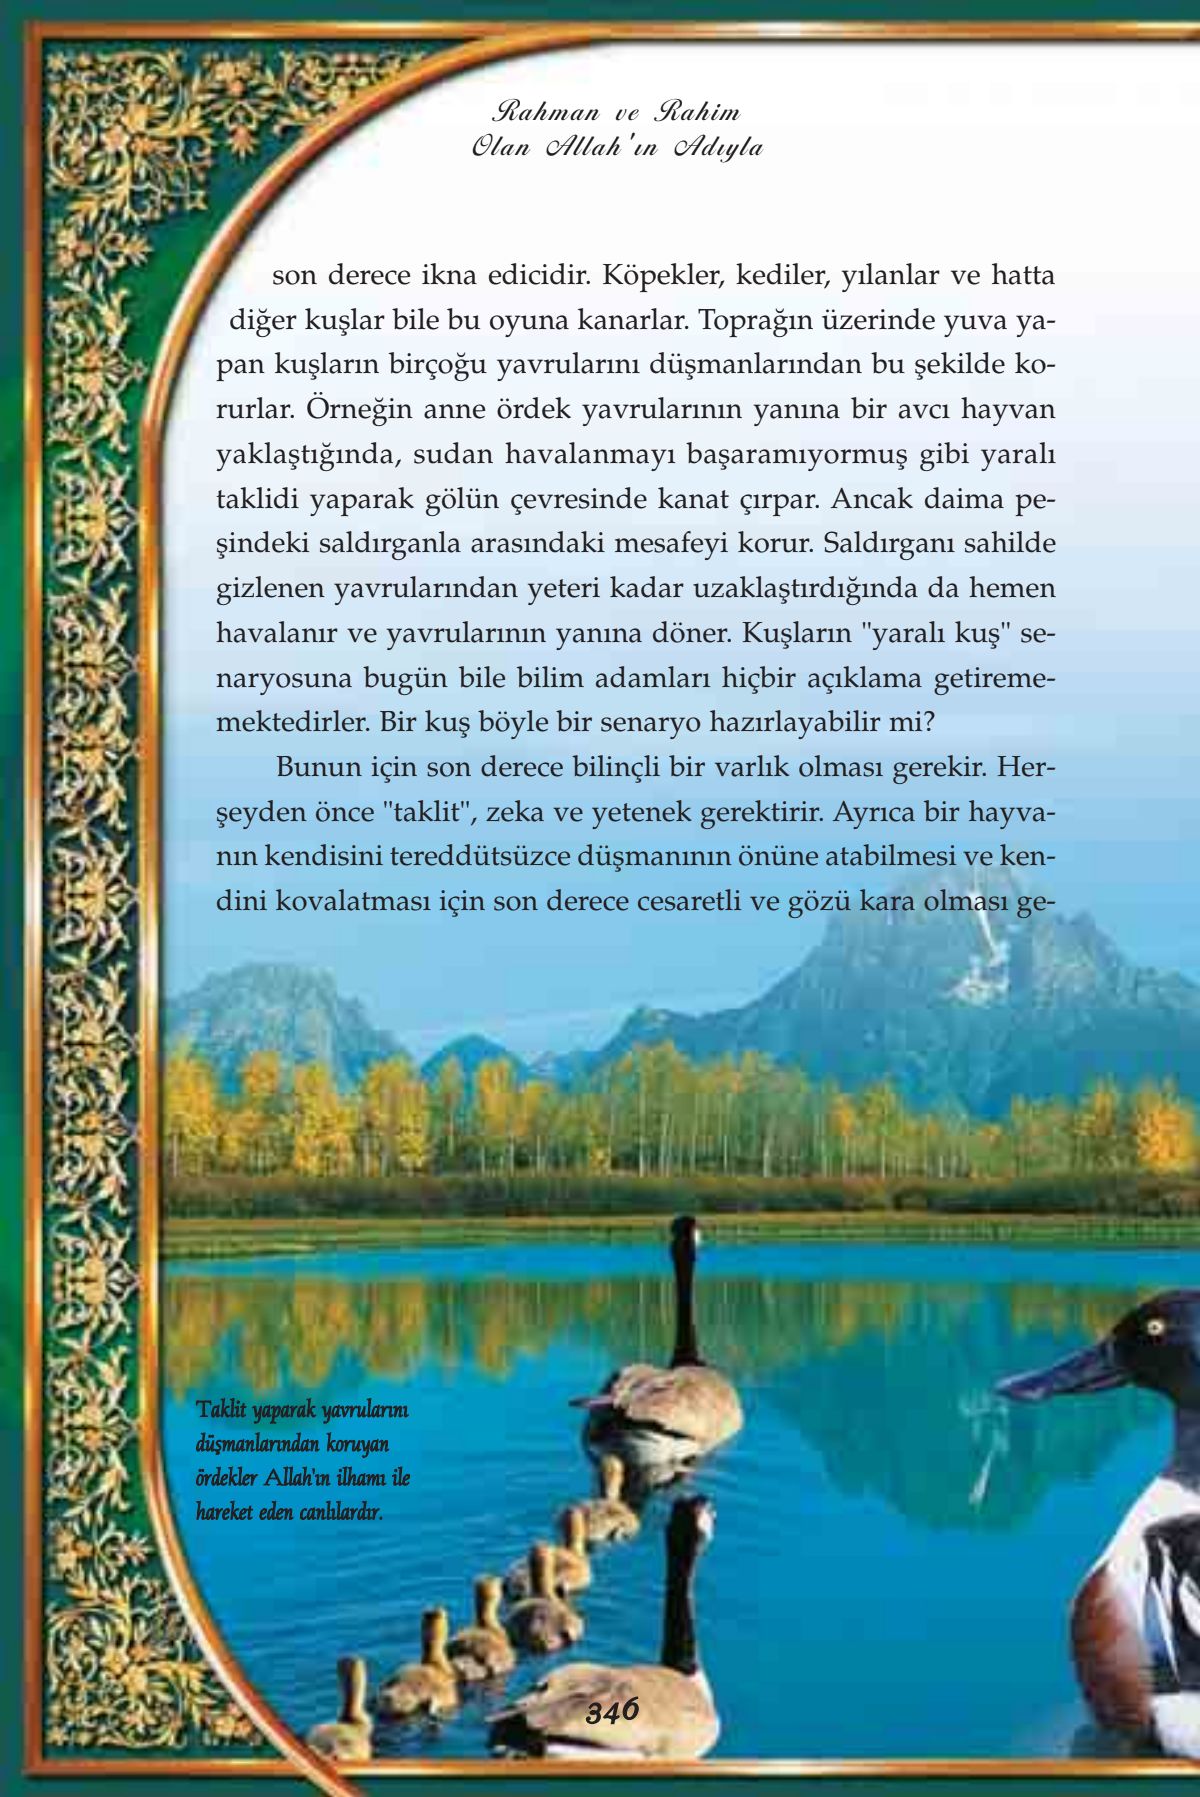 Rahman ve Rahim
Olan Allah'ın Adıyla
son derece ikna edicidir. Köpekler, kediler, yılanlar ve hatta
diğer kuşlar bile bu oyuna kanarlar. Toprağın üzerinde yuva ya-
pan kuşların birçoğu yavrularını düşmanlarından bu şekilde ko-
rurlar. Örneğin anne ördek yavrularının yanına bir avcı hayvan
yaklaştığında, sudan havalanmayı başaramıyormuş gibi yaralı
taklidi yaparak gölün çevresinde kanat çırpar. Ancak daima pe-
şindeki saldırganla arasındaki mesafeyi korur. Saldırganı sahilde
gizlenen yavrularından yeteri kadar uzaklaştırdığında da hemen
havalanır ve yavrularının yanına döner. Kuşların "yaralı kuş" se-
naryosuna bugün bile bilim adamları hiçbir açıklama getireme-
mektedirler. Bir kuş böyle bir senaryo hazırlayabilir mi?
Bunun için son derece bilinçli bir varlık olması gerekir. Her-
şeyden önce "taklit", zeka ve yetenek gerektirir. Ayrıca bir hayva-
nın kendisini tereddütsüzce düşmanının önüne atabilmesi ve ken-
dini kovalatması için son derece cesaretli ve gözü kara olması ge-
Taklit yaparak yavrularını
düşmanlarından koruyan
ördekler Allah'ın ilhamı ile
hareket eden canlılardır.
346